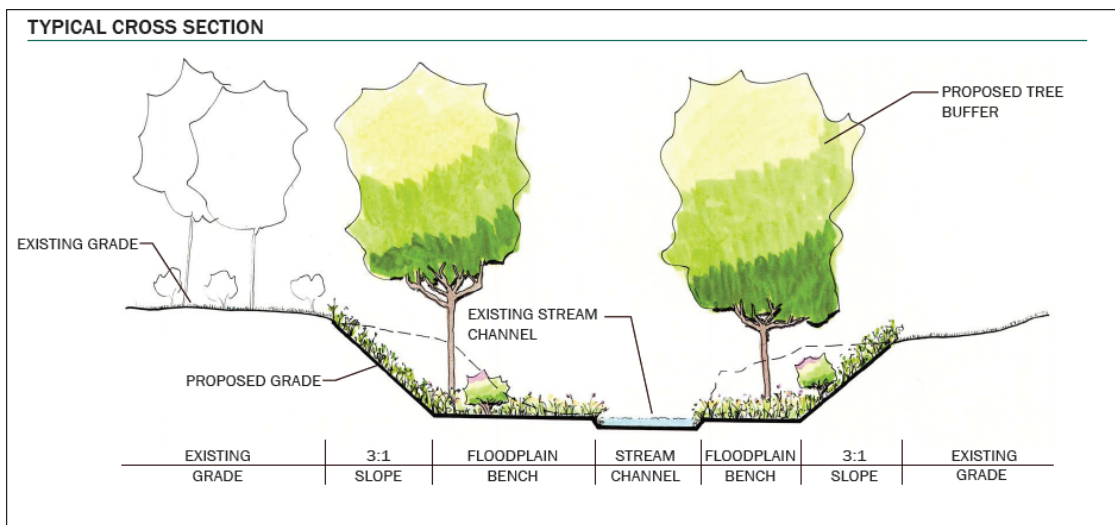 TYPICAL CROSS SECTION
PROPOSED TREE
BUFFER
EXISTING GRADE
EXISTING STREAM
CHANNEL
PROPOSED GRADE
EXISTING 3:1 FLOODPLAIN STREAM FLOODPLAIN 3:1 EXISTING
GRADE SLOPE BENCH CHANNEL BENCH SLOPE GRADE